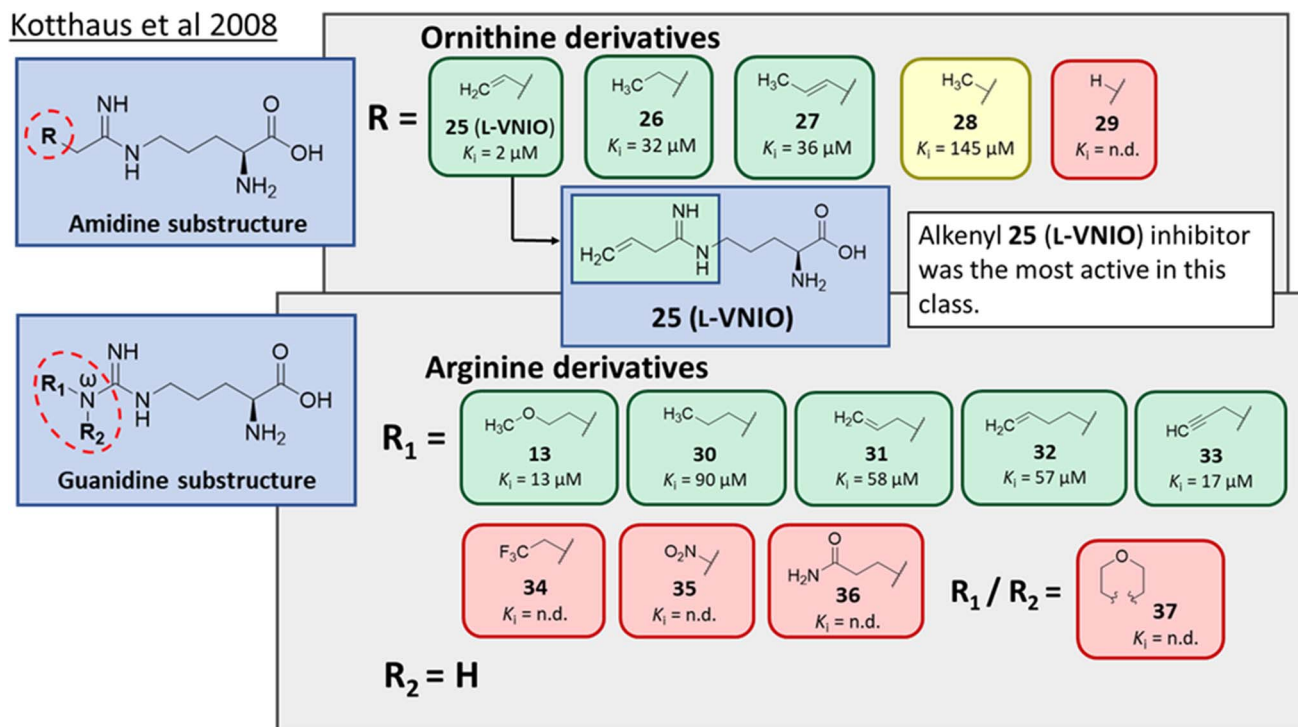 Kotthaus et al 2008
Ornithine derivatives
R
NH
N
H
O
OH
NH₂
Amidine substructure
R =
H₂C
25 (L-VNIO)
Kᵢ = 2 µM
H₃C
26
Kᵢ = 32 µM
H₃C
27
Kᵢ = 36 µM
H₃C
28
Kᵢ = 145 µM
H
29
Kᵢ = n.d.
H₂C
NH
N
H
O
OH
NH₂
25 (L-VNIO)
Alkenyl 25 (L-VNIO) inhibitor
was the most active in this
class.
R₁
ω
N
R₂
NH
N
H
O
OH
NH₂
Guanidine substructure
Arginine derivatives
R₁ =
H₃C O
13
Kᵢ = 13 µM
H₃C
30
Kᵢ = 90 µM
H₂C
31
Kᵢ = 58 µM
H₂C
32
Kᵢ = 57 µM
HC
33
Kᵢ = 17 µM
F₃C
34
Kᵢ = n.d.
O₂N
35
Kᵢ = n.d.
O
H₂N
36
Kᵢ = n.d.
R₁ / R₂ =
O
37
Kᵢ = n.d.
R₂ = H